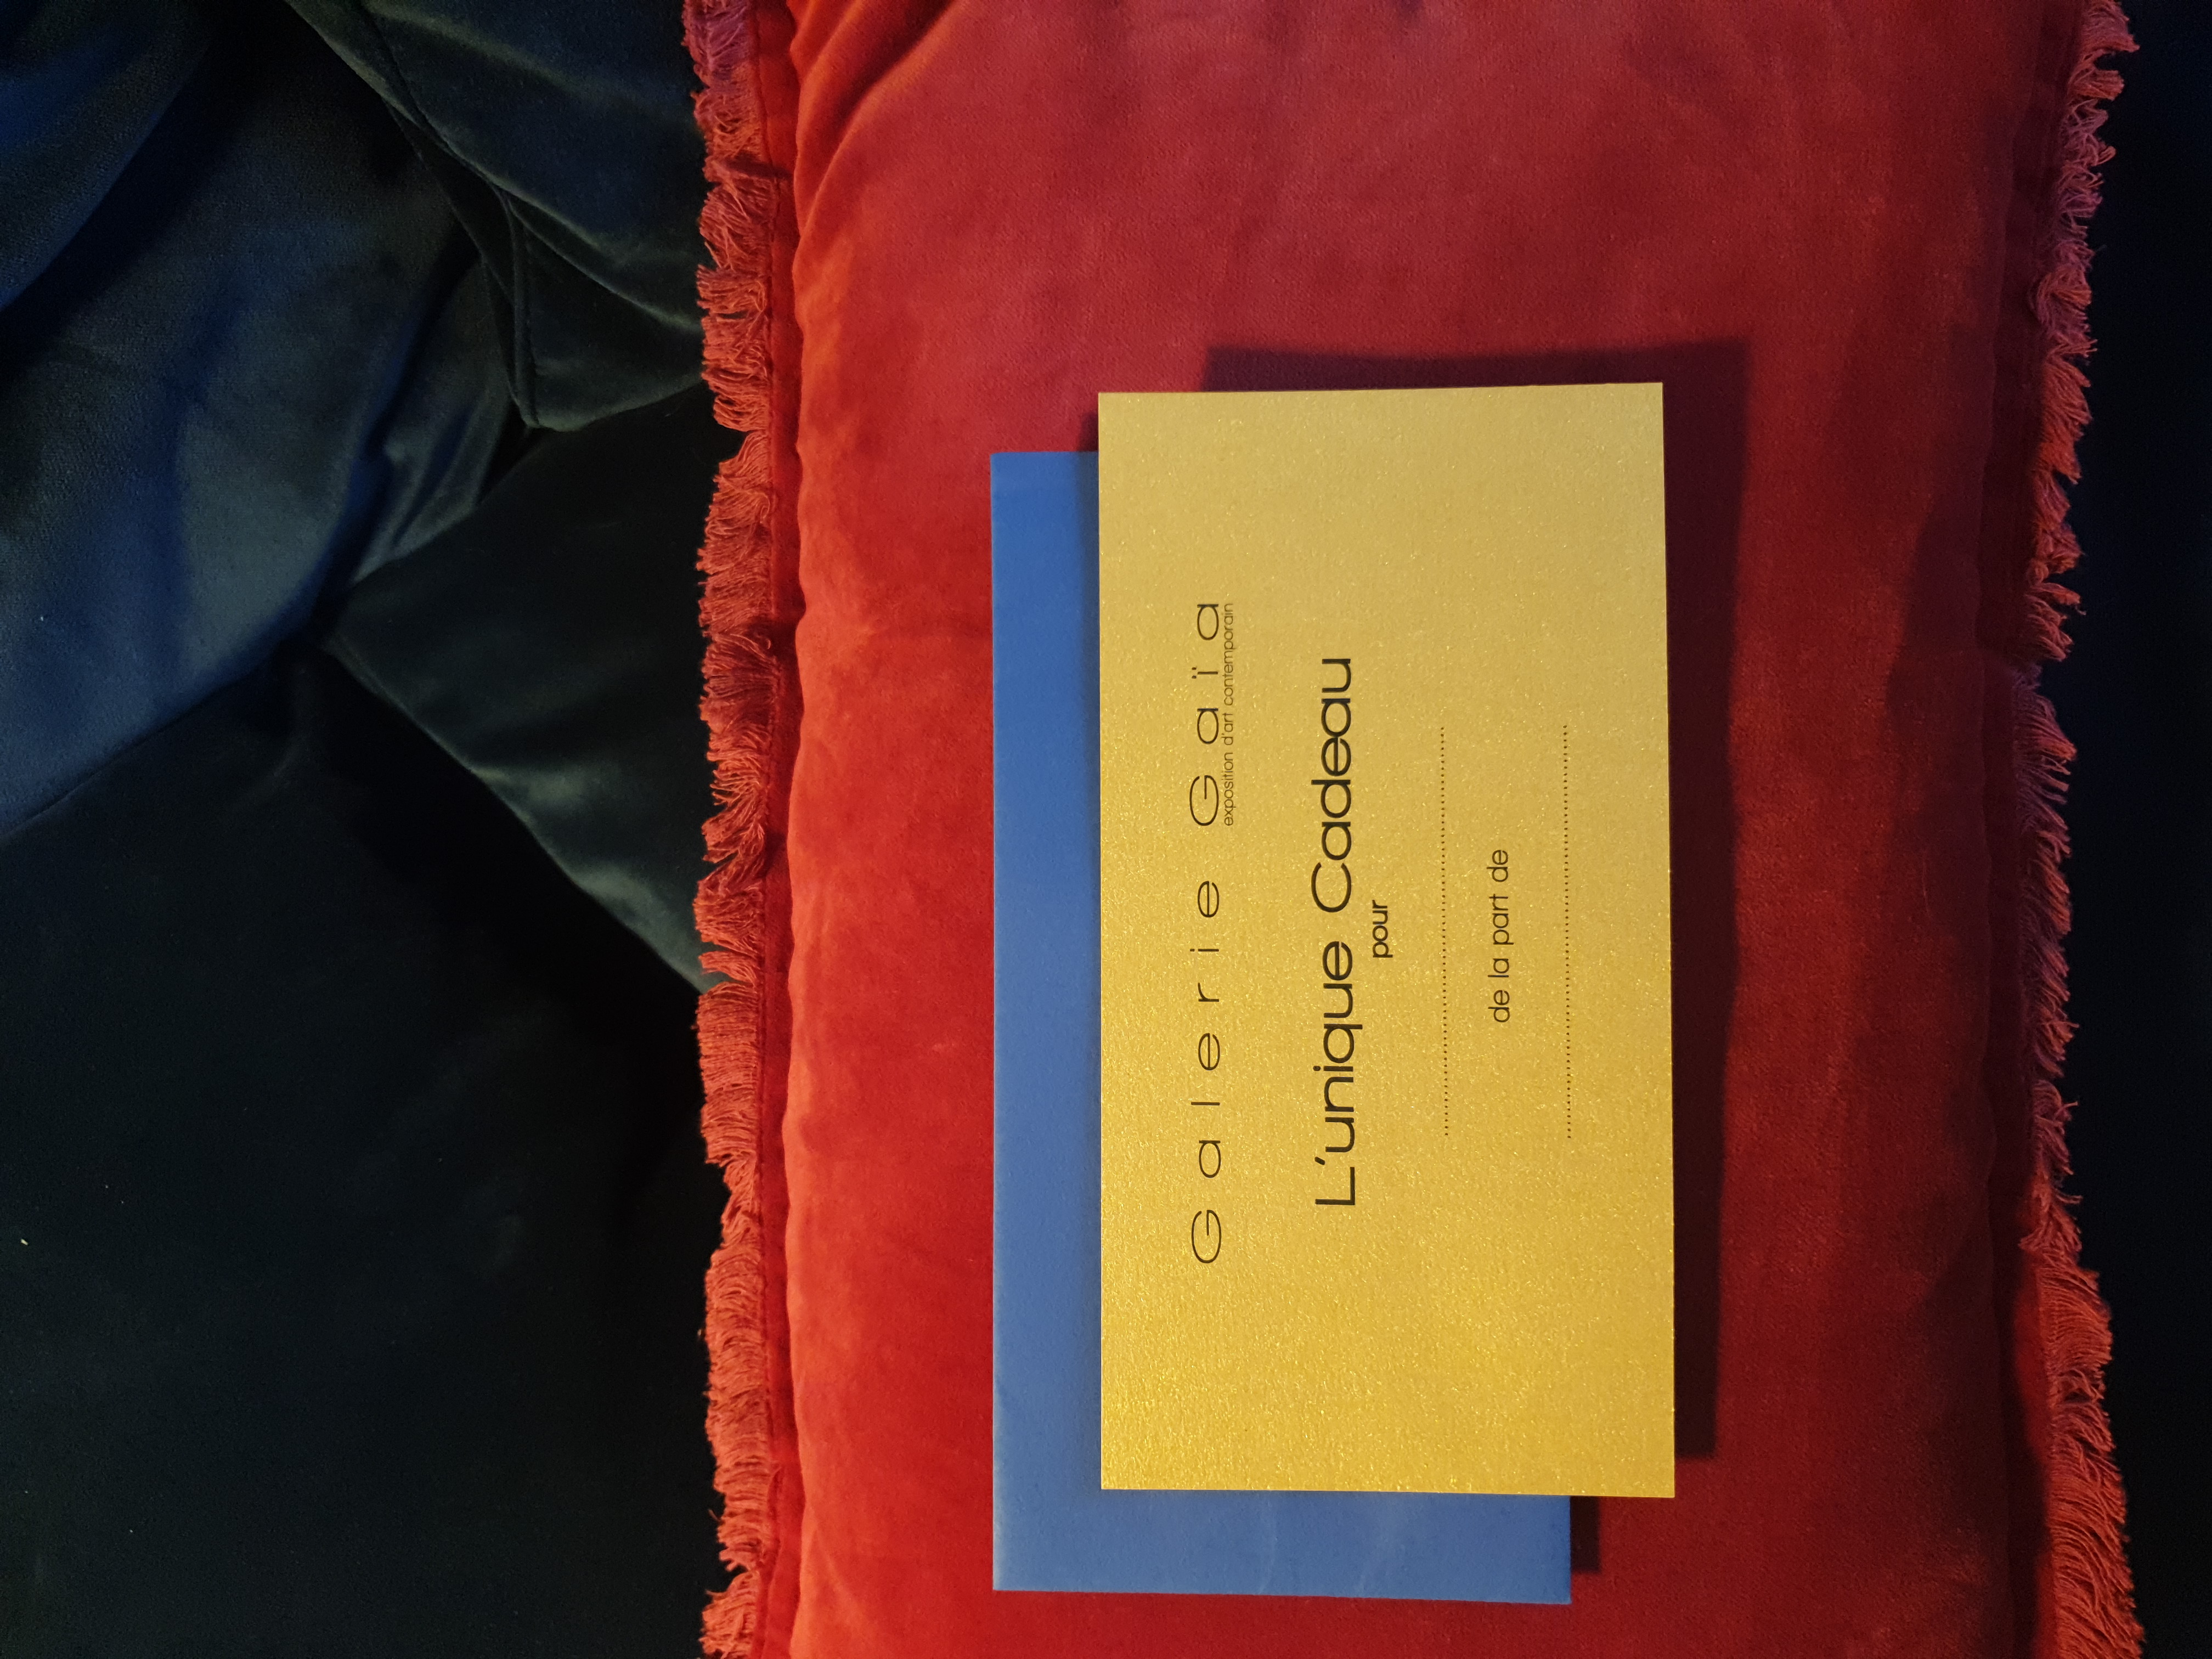 Galerie Gaïa
exposition d'art contemporain
L'unique Cadeau
pour
de la part de